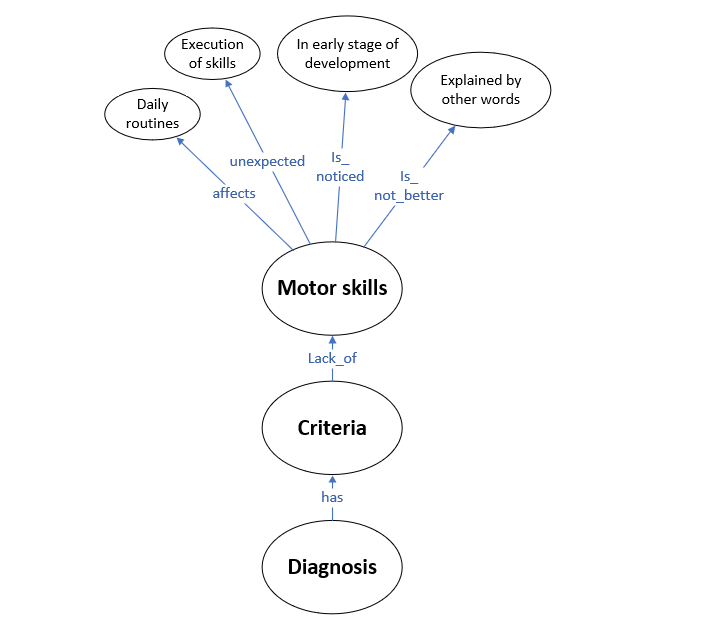 Execution
of skills
In early stage of
development
Explained by
other words
Daily
routines
unexpected
Is_
noticed
Is_
not_better
affects
Motor skills
Lack_of
Criteria
has
Diagnosis